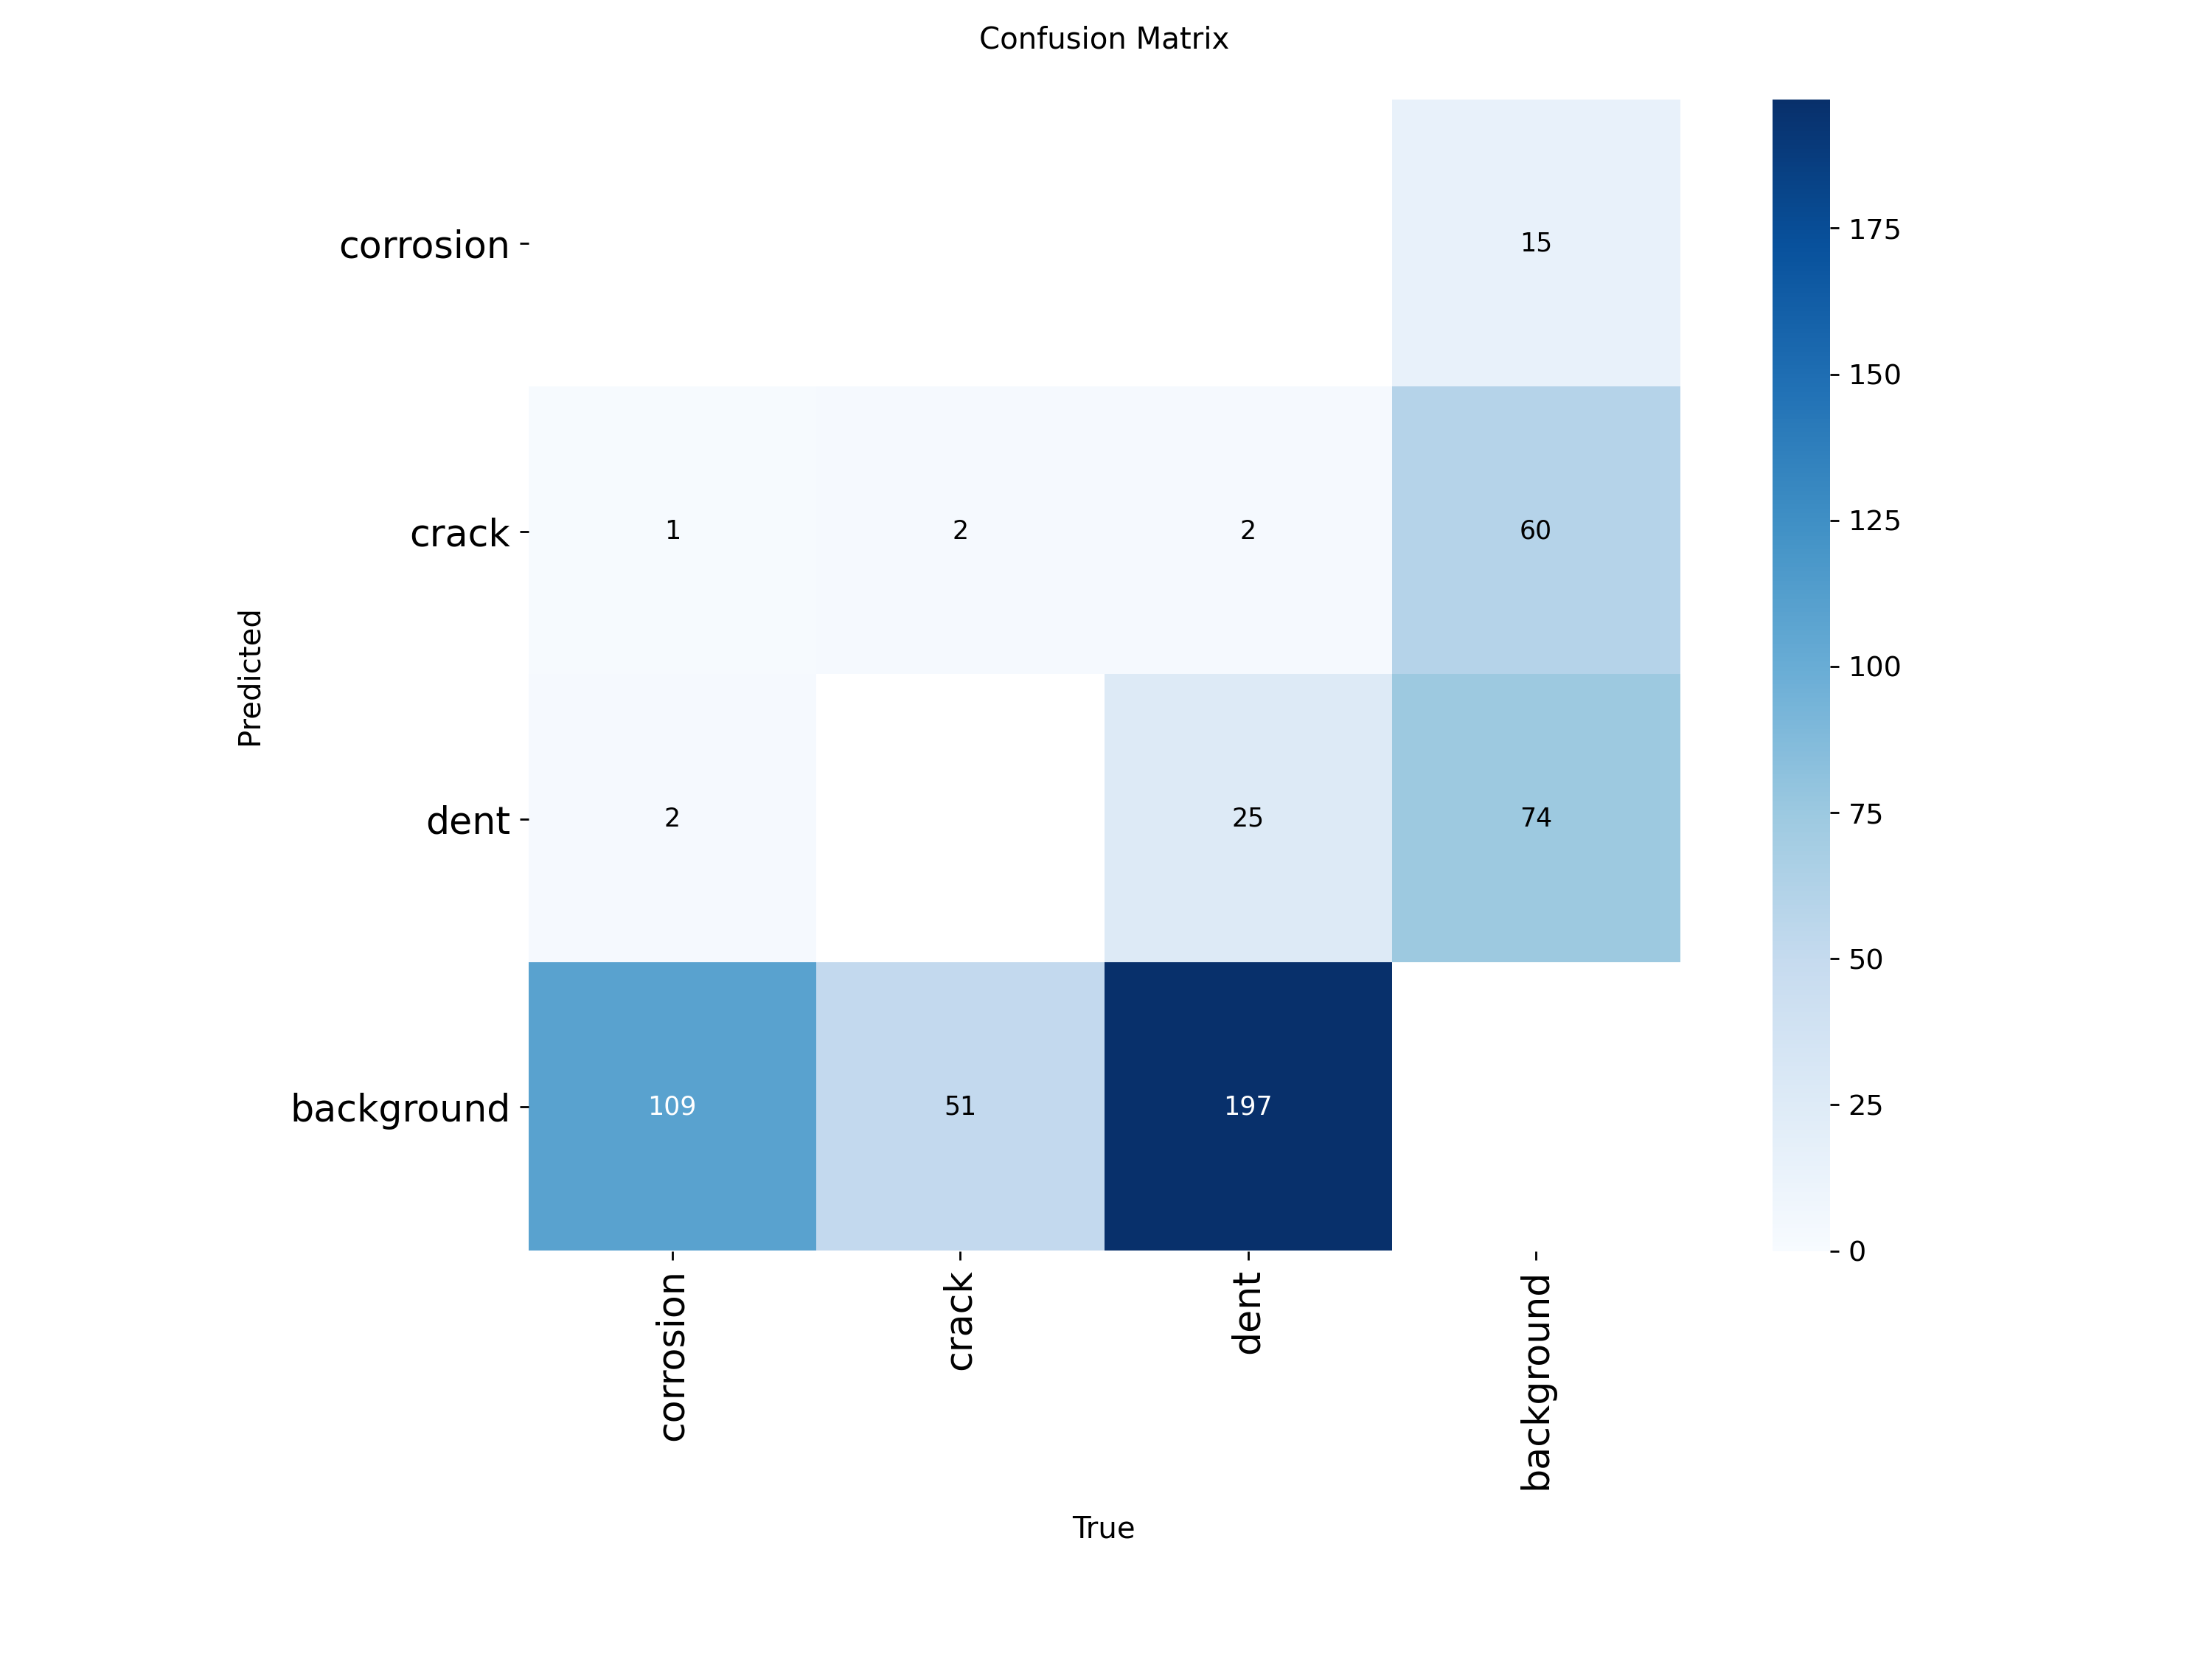 Confusion Matrix
corrosion
15
crack
1 2 2 60
dent
2 25 74
background
109 51 197
Predicted
corrosion
crack
dent
background
True
175
150
125
100
75
50
25
0